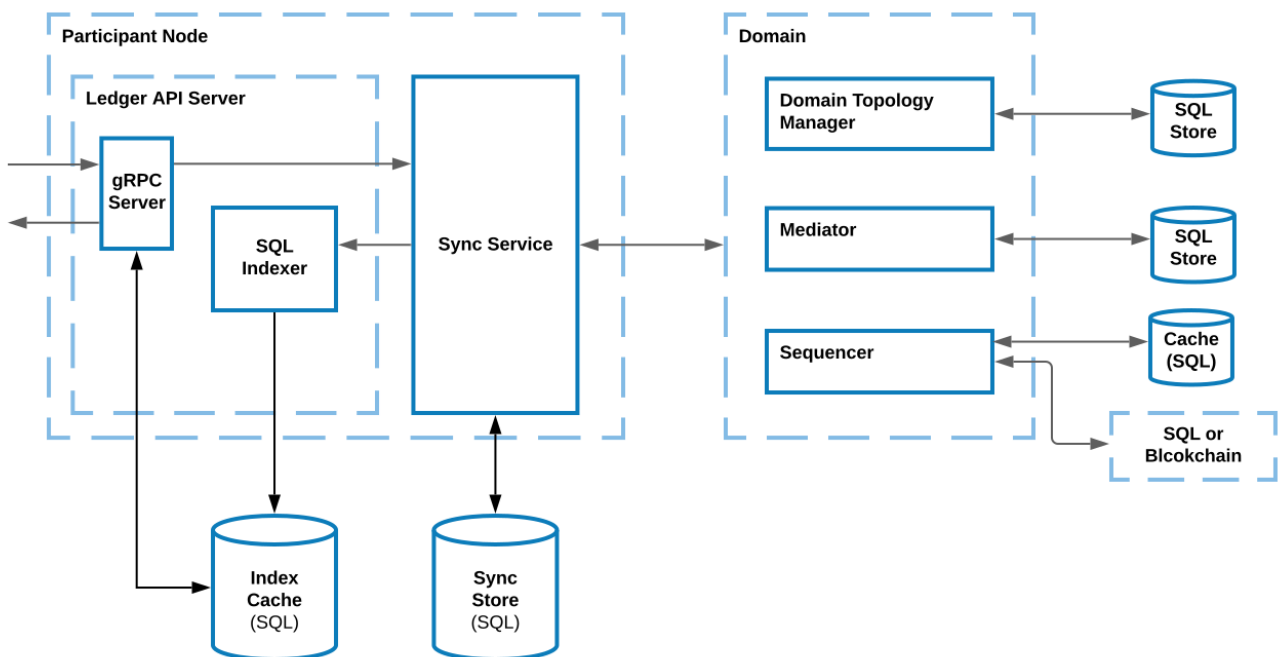 Participant Node
Ledger API Server
gRPC
Server
SQL
Indexer
Sync Service
Index
Cache
(SQL)
Sync
Store
(SQL)
Domain
Domain Topology
Manager
SQL
Store
Mediator
SQL
Store
Sequencer
Cache
(SQL)
SQL or
Blcokchain